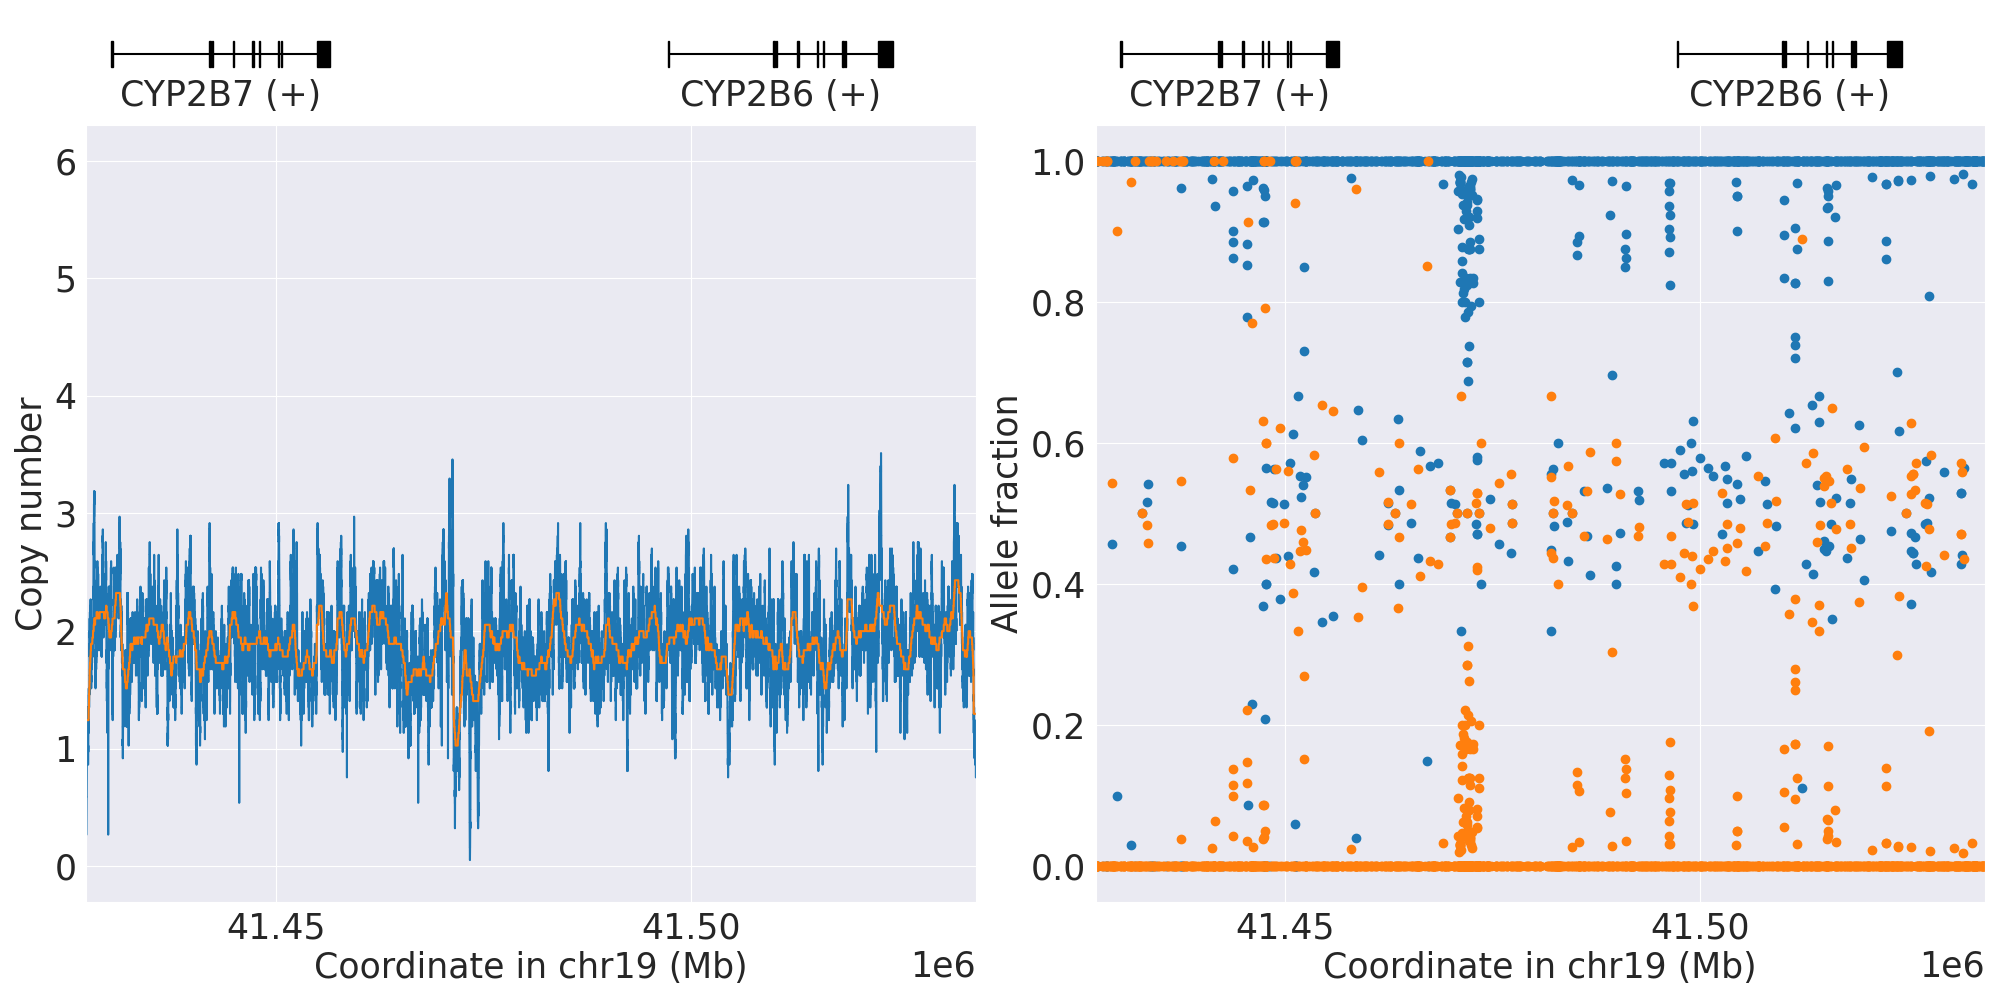 CYP2B7 (+)
CYP2B6 (+)
6
5
4
3
2
1
0
Copy number
41.45
41.50
Coordinate in chr19 (Mb)
1e6
CYP2B7 (+)
CYP2B6 (+)
1.0
0.8
0.6
0.4
0.2
0.0
Allele fraction
41.45
41.50
Coordinate in chr19 (Mb)
1e6